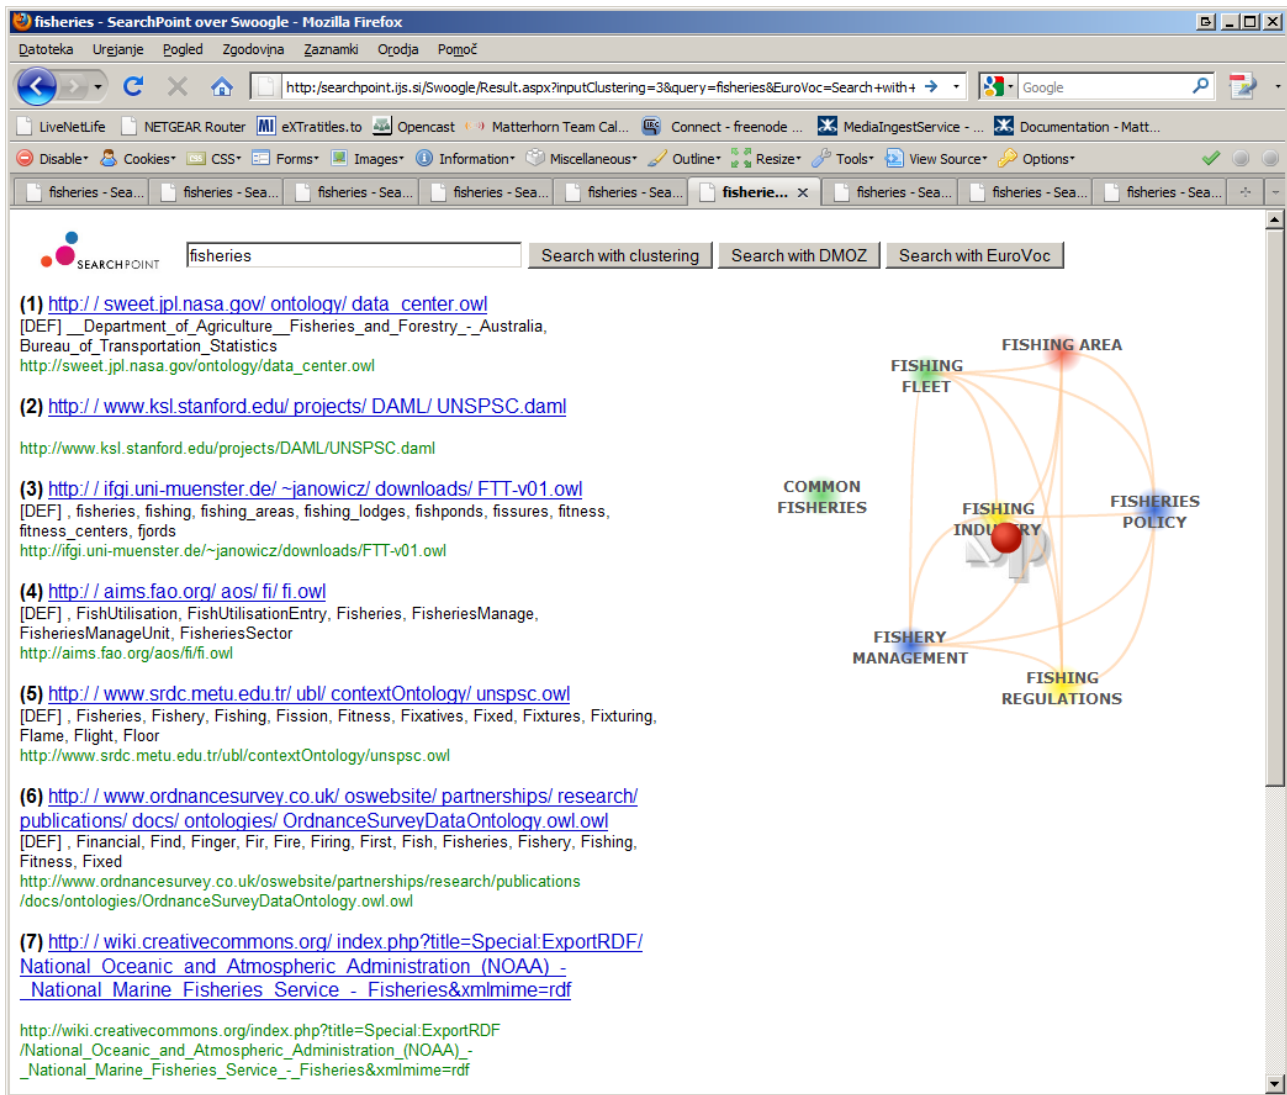 fisheries - SearchPoint over Swoogle - Mozilla Firefox
Datoteka Urejanje Pogled Zgodovina Zaznamki Orodja Pomoč
http://searchpoint.ijs.si/Swoogle/Result.aspx?inputClustering=3&query=fisheries&EuroVoc=Search+with+ Google
LiveNetLife NETGEAR Router eXTratitles.to Opencast Matterhorn Team Cal... Connect - freenode ... MediaIngestService - ... Documentation - Matt...
Disable Cookies CSS Forms Images Information Miscellaneous Outline Resize Tools View Source Options
fisheries - Sea... fisheries - Sea... fisheries - Sea... fisheries - Sea... fisheries - Sea... fisherie... fisheries - Sea... fisheries - Sea... fisheries - Sea...
SEARCHPOINT fisheries Search with clustering Search with DMOZ Search with EuroVoc
(1) http:/ / sweet.jpl.nasa.gov/ ontology/ data_center.owl
[DEF] __Department_of_Agriculture__Fisheries_and_Forestry_-_Australia,
Bureau_of_Transportation_Statistics
http://sweet.jpl.nasa.gov/ontology/data_center.owl
(2) http:/ / www.ksl.stanford.edu/ projects/ DAML/ UNSPSC.daml
http://www.ksl.stanford.edu/projects/DAML/UNSPSC.daml
(3) http:/ / ifgi.uni-muenster.de/ ~janowicz/ downloads/ FTT-v01.owl
[DEF] , fisheries, fishing, fishing_areas, fishing_lodges, fishponds, fissures, fitness,
fitness_centers, fjords
http://ifgi.uni-muenster.de/~janowicz/downloads/FTT-v01.owl
(4) http:/ / aims.fao.org/ aos/ fi/ fi.owl
[DEF] , FishUtilisation, FishUtilisationEntry, Fisheries, FisheriesManage,
FisheriesManageUnit, FisheriesSector
http://aims.fao.org/aos/fi/fi.owl
(5) http:/ / www.srdc.metu.edu.tr/ ubl/ contextOntology/ unspsc.owl
[DEF] , Fisheries, Fishery, Fishing, Fission, Fitness, Fixatives, Fixed, Fixtures, Fixturing,
Flame, Flight, Floor
http://www.srdc.metu.edu.tr/ubl/contextOntology/unspsc.owl
(6) http:/ / www.ordnancesurvey.co.uk/ oswebsite/ partnerships/ research/
publications/ docs/ ontologies/ OrdnanceSurveyDataOntology.owl.owl
[DEF] , Financial, Find, Finger, Fir, Fire, Firing, First, Fish, Fisheries, Fishery, Fishing,
Fitness, Fixed
http://www.ordnancesurvey.co.uk/oswebsite/partnerships/research/publications
/docs/ontologies/OrdnanceSurveyDataOntology.owl.owl
(7) http:/ / wiki.creativecommons.org/ index.php?title=Special:ExportRDF/
National_Oceanic_and_Atmospheric_Administration_(NOAA)_-
_National_Marine_Fisheries_Service_-_Fisheries&xmlmime=rdf
http://wiki.creativecommons.org/index.php?title=Special:ExportRDF
/National_Oceanic_and_Atmospheric_Administration_(NOAA)_-
_National_Marine_Fisheries_Service_-_Fisheries&xmlmime=rdf
FISHING AREA
FISHING
FLEET
COMMON
FISHERIES
FISHING
INDUSTRY
FISHERIES
POLICY
FISHERY
MANAGEMENT
FISHING
REGULATIONS